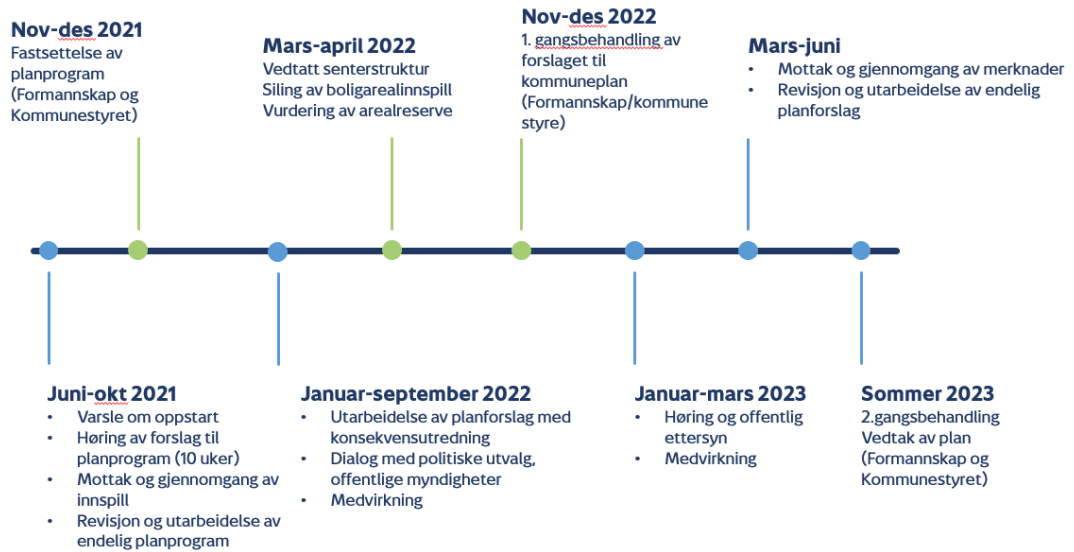 Nov-des 2021
Fastsettelse av
planprogram
(Formannskap og
Kommunestyret)
Mars-april 2022
Vedtatt senterstruktur
Siling av boligarealinnspill
Vurdering av arealreserve
Nov-des 2022
1. gangsbehandling av
forslaget til
kommuneplan
(Formannskap/kommune
styre)
Mars-juni
• Mottak og gjennomgang av merknader
• Revisjon og utarbeidelse av endelig
planforslag
Juni-okt 2021
• Varsle om oppstart
• Høring av forslag til
planprogram (10 uker)
• Mottak og gjennomgang av
innspill
• Revisjon og utarbeidelse av
endelig planprogram
Januar-september 2022
• Utarbeidelse av planforslag med
konsekvensutredning
• Dialog med politiske utvalg,
offentlige myndigheter
• Medvirkning
Januar-mars 2023
• Høring og offentlig
ettersyn
• Medvirkning
Sommer 2023
2.gangsbehandling
Vedtak av plan
(Formannskap og
Kommunestyret)